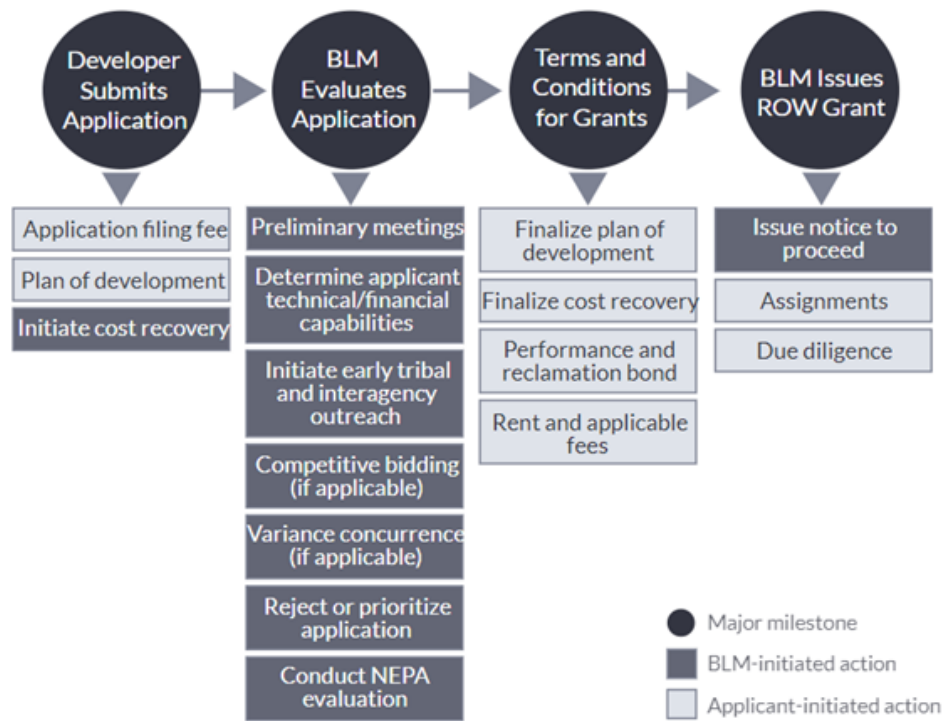 Developer
Submits
Application
BLM
Evaluates
Application
Terms and
Conditions
for Grants
BLM Issues
ROW Grant
Application filing fee
Plan of development
Initiate cost recovery
Preliminary meetings
Determine applicant
technical/financial
capabilities
Initiate early tribal
and interagency
outreach
Competitive bidding
(if applicable)
Variance concurrence
(if applicable)
Reject or prioritize
application
Conduct NEPA
evaluation
Finalize plan of
development
Finalize cost recovery
Performance and
reclamation bond
Rent and applicable
fees
Issue notice to
proceed
Assignments
Due diligence
Major milestone
BLM-initiated action
Applicant-initiated action